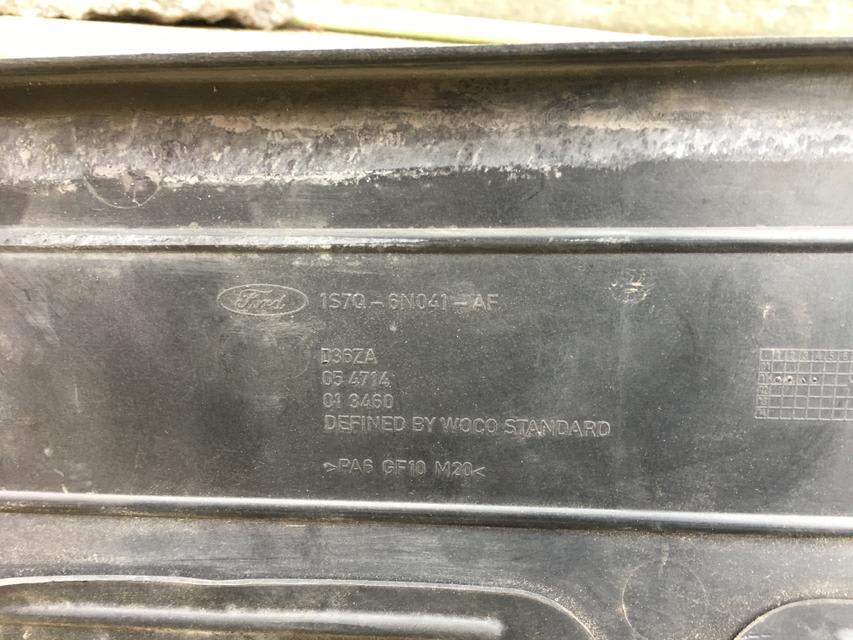 Ford 1S7Q-6N041-AF
D36ZA
05 4714
01 3460
DEFINED BY WOCO STANDARD
>PA6 GF10 M20<